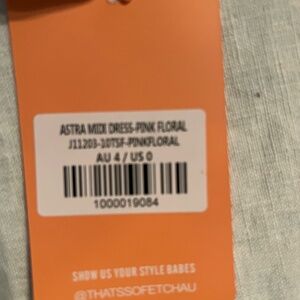 ASTRA MIDI DRESS-PINK FLORAL
J11203-10TSF-PINKFLORAL
AU 4 / US 0
1000019084
SHOW US YOUR STYLE BABES
@THATSSOFETCHAU